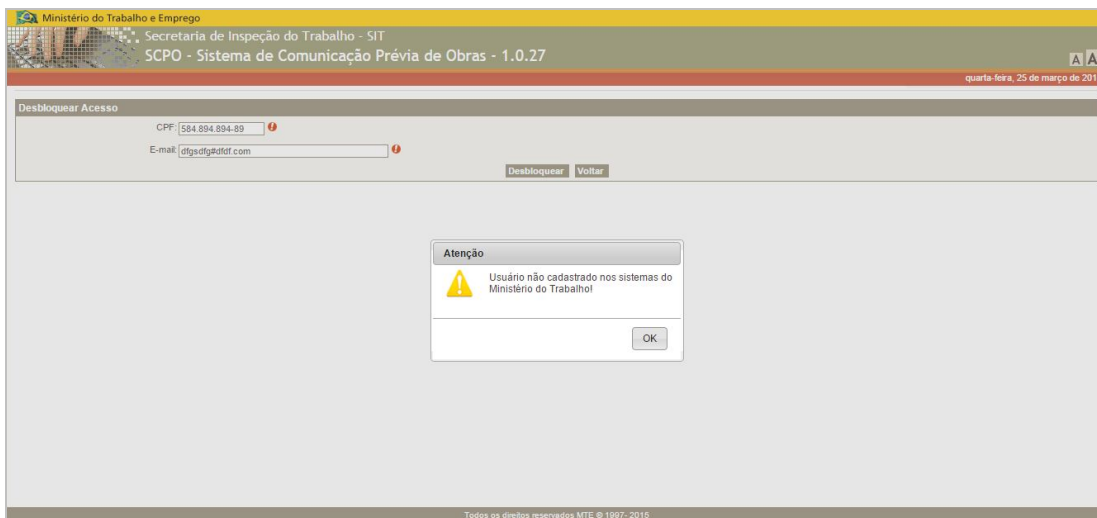 Ministério do Trabalho e Emprego
Secretaria de Inspeção do Trabalho - SIT
SCPO - Sistema de Comunicação Prévia de Obras - 1.0.27
A A
quarta-feira, 25 de março de 201
Desbloquear Acesso
CPF: 584.894.894-89
E-mail: dfgsdfg#dfdf.com
Desbloquear Voltar
Atenção
Usuário não cadastrado nos sistemas do
Ministério do Trabalho!
OK
Todos os direitos reservados MTE © 1997- 2015